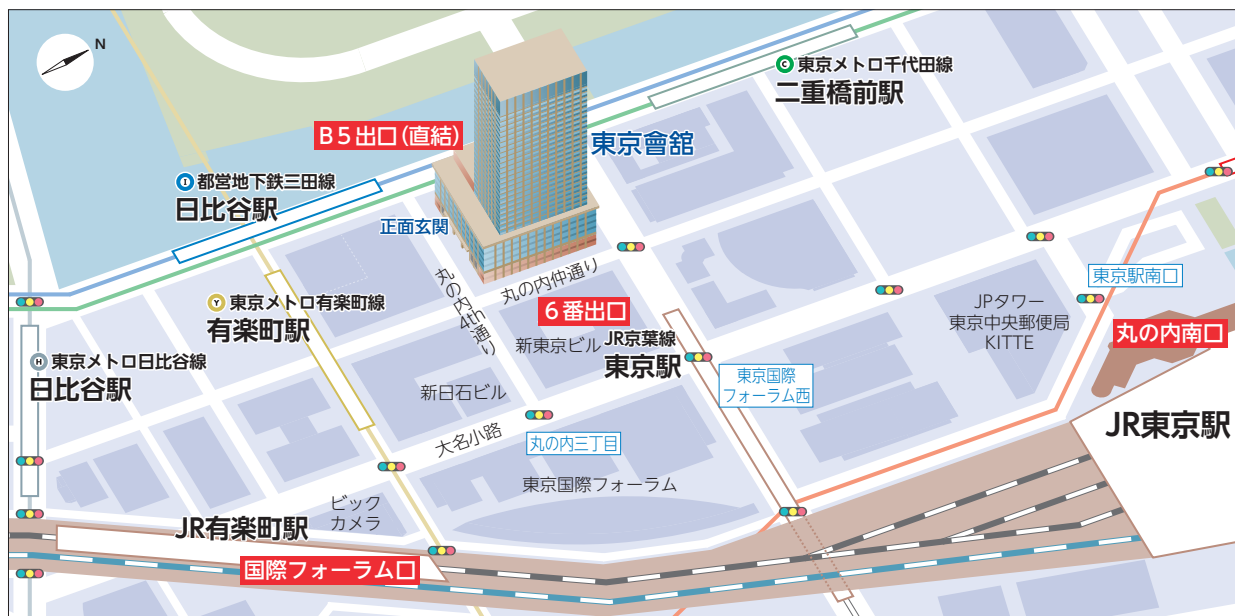 N
C 東京メトロ千代田線
二重橋前駅
B5出口(直結)
東京會舘
I 都営地下鉄三田線
日比谷駅
正面玄関
丸の内仲通り
丸の内4th通り
東京駅南口
Y 東京メトロ有楽町線
有楽町駅
6番出口
JPタワー
東京中央郵便局
KITTE
丸の内南口
新東京ビル
JR京葉線
東京駅
H 東京メトロ日比谷線
日比谷駅
東京国際
フォーラム西
新日石ビル
JR東京駅
大名小路
丸の内三丁目
東京国際フォーラム
ビック
カメラ
JR有楽町駅
国際フォーラム口